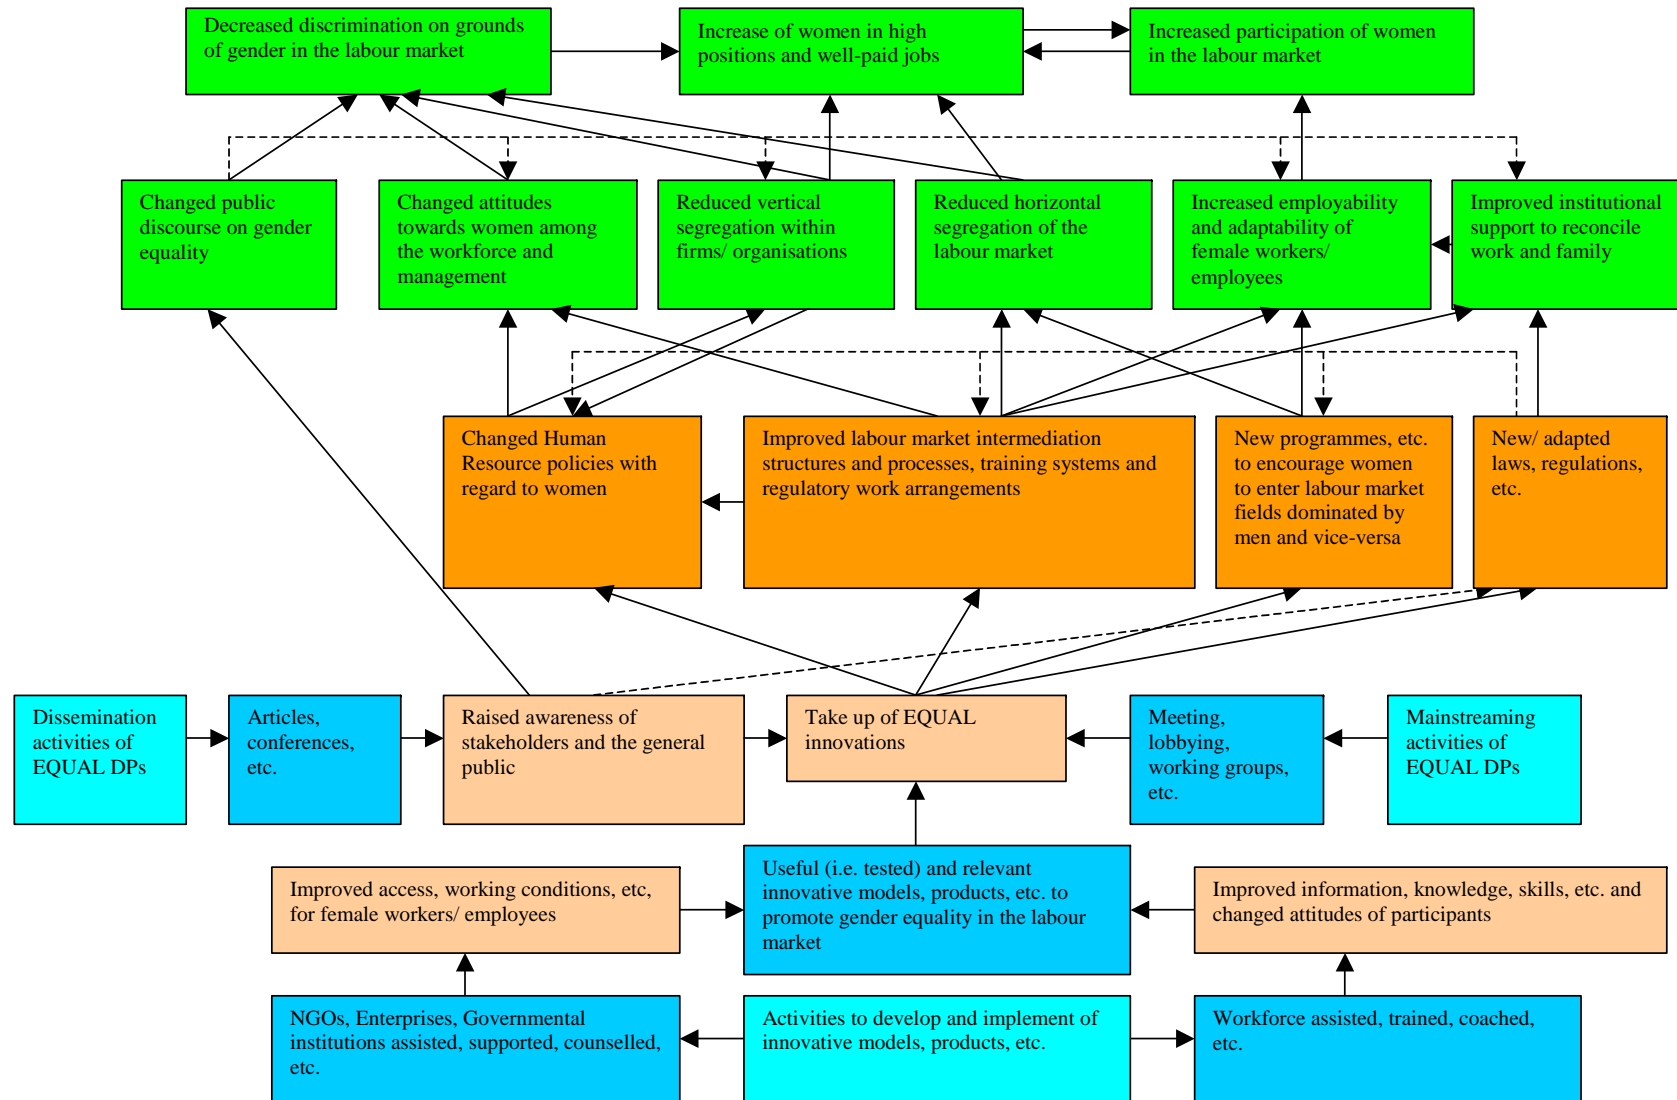 Decreased discrimination on grounds
of gender in the labour market
Increase of women in high
positions and well-paid jobs
Increased participation of women
in the labour market
Changed public
discourse on gender
equality
Changed attitudes
towards women among
the workforce and
management
Reduced vertical
segregation within
firms/ organisations
Reduced horizontal
segregation of the
labour market
Increased employability
and adaptability of
female workers/
employees
Improved institutional
support to reconcile
work and family
Changed Human
Resource policies with
regard to women
Improved labour market intermediation
structures and processes, training systems and
regulatory work arrangements
New programmes, etc.
to encourage women
to enter labour market
fields dominated by
men and vice-versa
New/ adapted
laws, regulations,
etc.
Dissemination
activities of
EQUAL DPs
Articles,
conferences,
etc.
Raised awareness of
stakeholders and the general
public
Take up of EQUAL
innovations
Meeting,
lobbying,
working groups,
etc.
Mainstreaming
activities of
EQUAL DPs
Improved access, working conditions, etc,
for female workers/ employees
Useful (i.e. tested) and relevant
innovative models, products, etc. to
promote gender equality in the labour
market
Improved information, knowledge, skills, etc. and
changed attitudes of participants
NGOs, Enterprises, Governmental
institutions assisted, supported, counselled,
etc.
Activities to develop and implement of
innovative models, products, etc.
Workforce assisted, trained, coached,
etc.